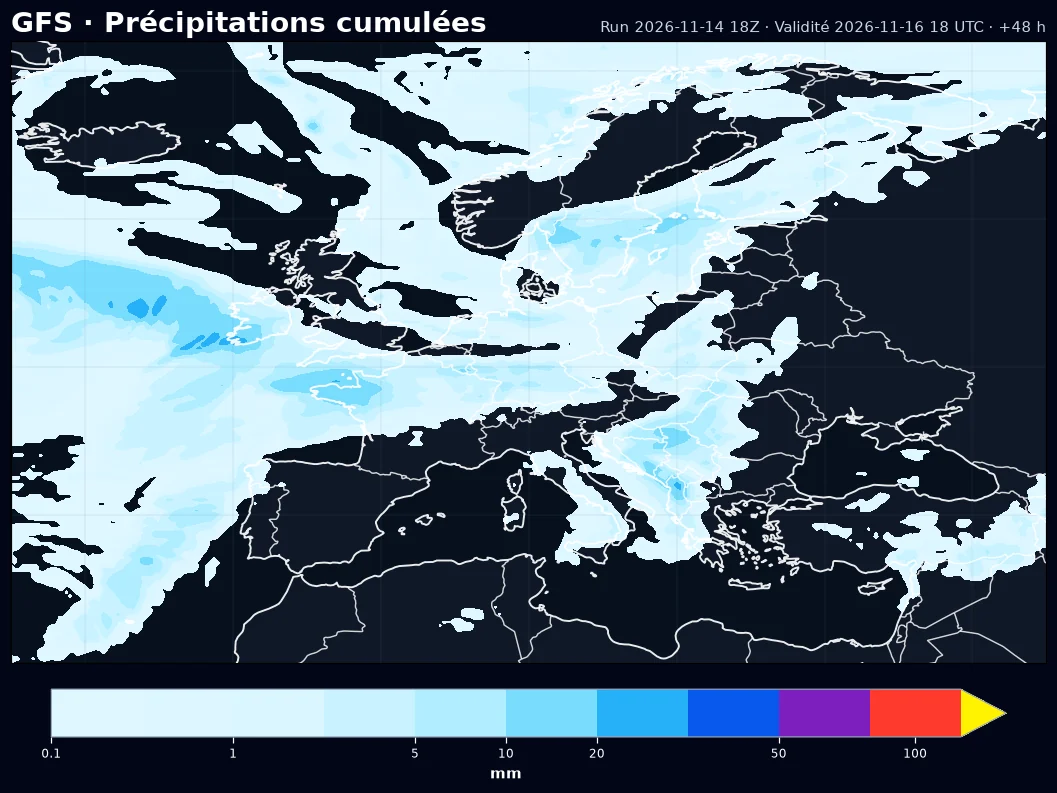 GFS · Précipitations cumulées
Run 2026-11-14 18Z · Validité 2026-11-16 18 UTC · +48 h
0.1 1 5 10 20 50 100
mm